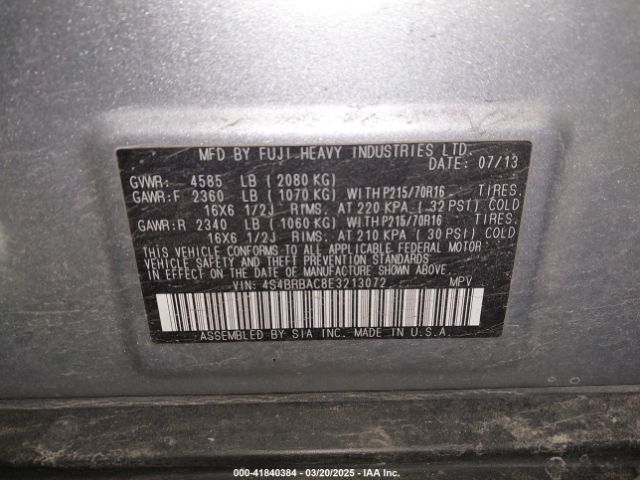 MFD BY FUJI HEAVY INDUSTRIES LTD.
DATE: 07/13
GVWR: 4585 LB ( 2080 KG)
GAWR:F 2360 LB ( 1070 KG) WITH P215/70R16 TIRES,
16X6 1/2J RIMS, AT 220 KPA ( 32 PSI) COLD
GAWR:R 2340 LB ( 1060 KG) WITH P215/70R16 TIRES,
16X6 1/2J RIMS, AT 210 KPA ( 30 PSI) COLD
THIS VEHICLE CONFORMS TO ALL APPLICABLE FEDERAL MOTOR
VEHICLE SAFETY AND THEFT PREVENTION STANDARDS
IN EFFECT ON THE DATE OF MANUFACTURE SHOWN ABOVE.
VIN: 4S4BRBAC8E3213072 MPV
ASSEMBLED BY SIA INC. MADE IN U.S.A.
000-41840384 — 03/20/2025 — IAA Inc.